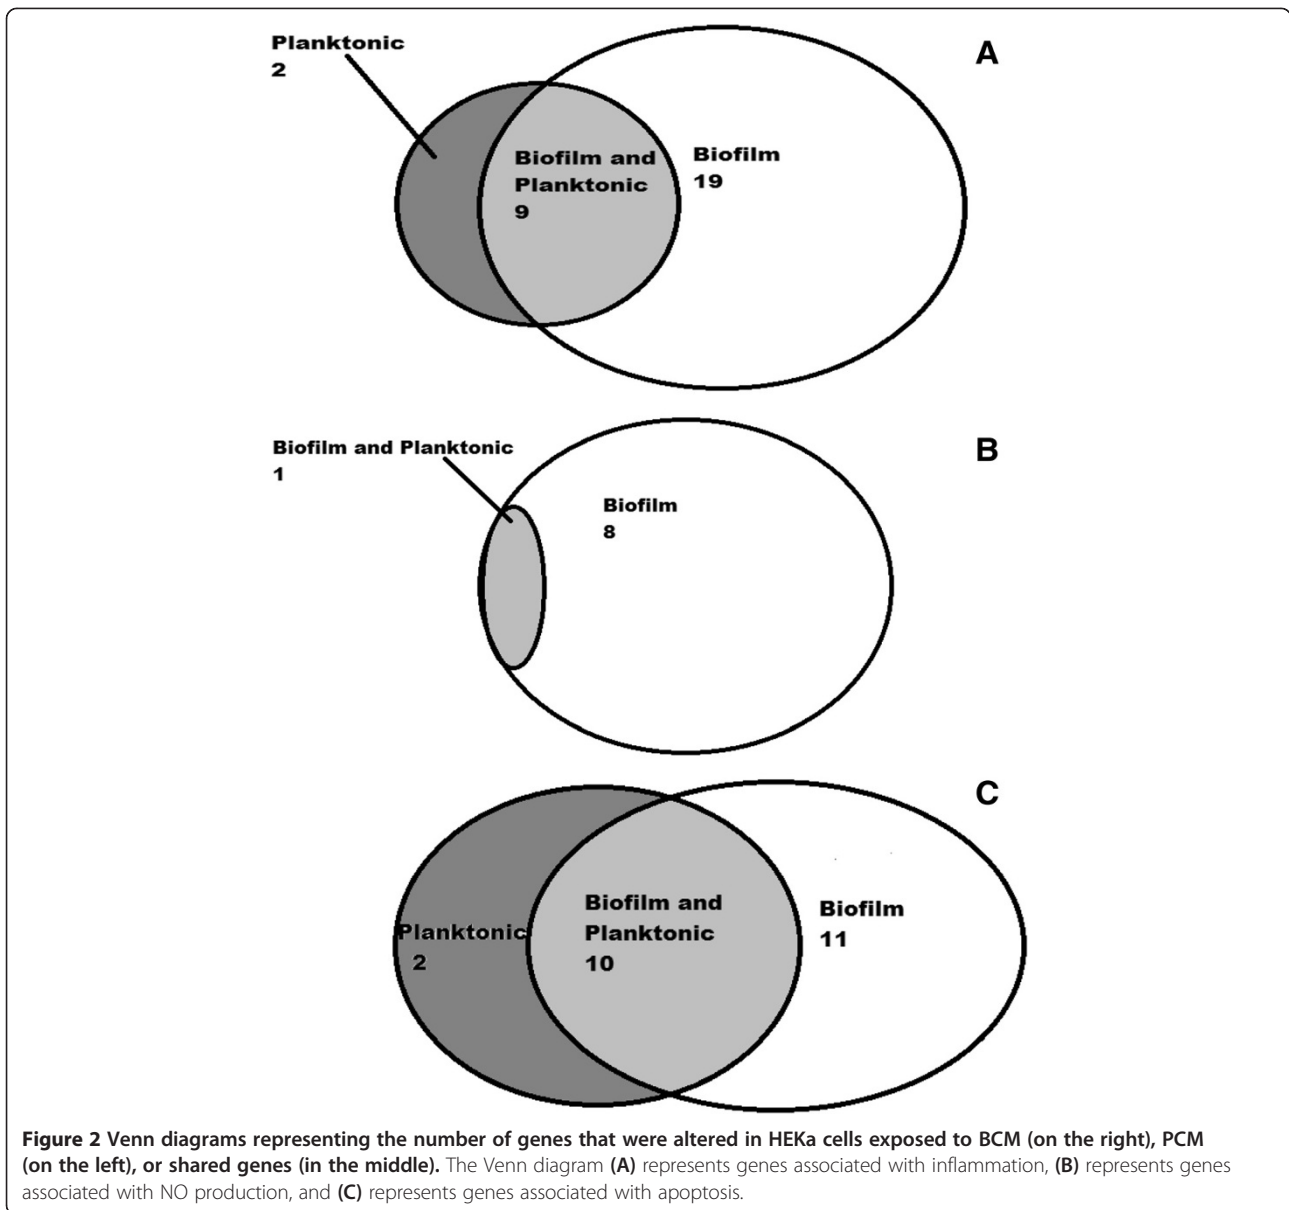 Planktonic
2
A
Biofilm and
Planktonic
9
Biofilm
19
Biofilm and Planktonic
1
B
Biofilm
8
C
Planktonic
2
Biofilm and
Planktonic
10
Biofilm
11
Figure 2 Venn diagrams representing the number of genes that were altered in HEKa cells exposed to BCM (on the right), PCM
(on the left), or shared genes (in the middle). The Venn diagram (A) represents genes associated with inflammation, (B) represents genes
associated with NO production, and (C) represents genes associated with apoptosis.